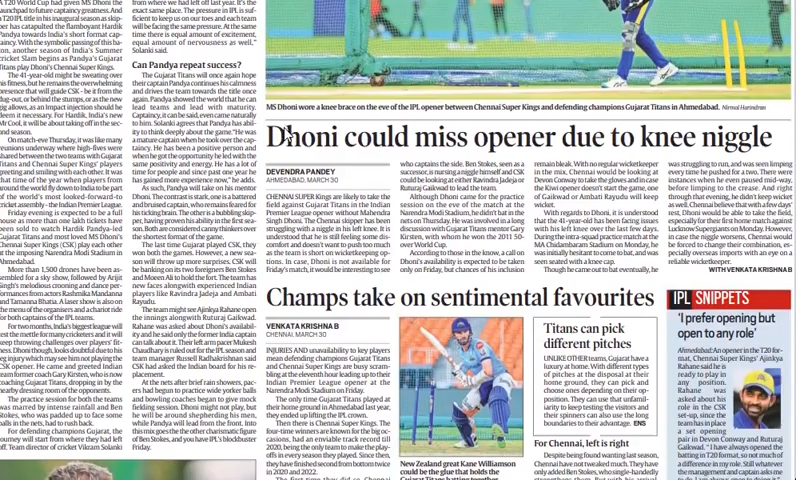 A T20 World Cup had given MS Dhoni the
launchpad to future captaincy greatness. And
a T20 IPL title in his inaugural season as skip-
per has catapulted the flamboyant Hardik
Pandya towards India's short format cap-
taincy. With the symbolic passing of this ba-
ton, another season of India's Summer
Cricket Slam begins as Pandya's Gujarat
Titans play Dhoni's Chennai Super Kings.
The 41-year-old might be sweating over
his fitness, but he remains the overwhelming
presence that will guide CSK - be it from the
dug-out, or behind the stumps, or as the new
gig allows, as an Impact injection should he
deem it necessary. For Hardik, India's new
Mr Cool, it will be about taking off in the sec-
ond season.
On match-eve Thursday, it was like many
reunions underway where high-fives were
shared between the two teams with Gujarat
Titans and Chennai Super Kings' players
greeting and smiling with each other. It was
that time of the year when players from
around the world fly down to India to be part
of the world's most looked-forward to
cricket assembly - the Indian Premier League.
Friday evening is expected to be a full
house as more than one lakh tickets have
been sold to watch Hardik Pandya-led
Gujarat Titans and most loved MS Dhoni's
Chennai Super Kings (CSK) play each other
at the imposing Narendra Modi Stadium in
Ahmedabad.
More than 1,500 drones have been as-
sembled for a sky show, followed by Arijit
Singh's melodious crooning and dance per-
formances from actors Rashmika Mandanna
and Tamanna Bhatia. A laser show is also on
the menu of the organisers and a chariot ride
for both captains of the IPL teams.
For two months, India's biggest league will
test the mettle for many cricketers and it will
keep throwing challenges over players' fit-
ness. Dhoni though, looks doubtful due to his
leg injury which may see him not playing the
CSK opener. He came and greeted Indian
team former coach Gary Kirsten, who is now
coaching Gujarat Titans, dropping in by the
nearby dressing room of the opponents.
The practice session for both the teams
was marred by intense rainfall and Ben
Stokes, who was padded up to face some
balls in the nets, had to rush back.
For defending champions Gujarat, the
journey will start from where they had left
off. Team director of cricket Vikram Solanki
from where we had left off last year. It's the
exact same place. The pressure in IPL is suf-
ficient to keep us on our toes and each team
will be facing the same pressure. At the same
time there is equal amount of excitement,
equal amount of nervousness as well,"
Solanki said.
Can Pandya repeat success?
The Gujarat Titans will once again hope
their captain Pandya continues his calmness
and drives the team towards the title once
again. Pandya showed the world that he can
lead teams and lead with maturity.
Captaincy, it can be said, even came naturally
to him. Solanki agrees that Pandya has abil-
ity to think deeply about the game. "He was
a mature captain when he took over the cap-
taincy. He has been a positive person and
when he got the opportunity he led with the
same positivity and energy. He has a lot of
time for people and since past one year he
has gained more experience now," he adds.
As such, Pandya will take on his mentor
Dhoni. The contrast is stark, one is a battered
and bruised captain, who remains feared for
his ticking brain. The other is a bubbling skip-
per, having proven his ability in the first sea-
son. Both are considered canny thinkers over
the shortest format of the game.
The last time Gujarat played CSK, they
won both the games. However, a new sea-
son will throw up more surprises. CSK will
be banking on its two foreigners Ben Stokes
and Moeen Ali to hold the fort. The team has
new faces alongwith experienced Indian
players like Ravindra Jadeja and Ambati
Rayudu.
The team might see Ajinkya Rahane open
the innings alongwith Ruturaj Gaikwad.
Rahane was asked about Dhoni's availabil-
ity and he said only the former India captain
can talk about it. Their left arm pacer Mukesh
Chaudhary is ruled out for the IPL season and
team manager Russell Radhakrishnan said
CSK had asked the Indian board for his re-
placement.
At the nets after brief rain showers, pac-
ers had begun to practice wide yorker balls
and bowling coaches began to give mock
fielding session. Dhoni might not play, but
he will be around shepherding his men,
while Pandya will lead from the front. Into
this mix goes the the other charismatic figure
of Ben Stokes, and you have IPL's blockbuster
Friday.
MS Dhoni wore a knee brace on the eve of the IPL opener between Chennai Super Kings and defending champions Gujarat Titans in Ahmedabad. Nirmal Harindran
Dhoni could miss opener due to knee niggle
DEVENDRA PANDEY
AHMEDABAD, MARCH 30
CHENNAI SUPER Kings are likely to take the
field against Gujarat Titans in the Indian
Premier League opener without Mahendra
Singh Dhoni. The Chennai skipper has been
struggling with a niggle in his left knee. It is
understood that he is still feeling some dis-
comfort and doesn't want to push too much
as the team is short on wicketkeeping op-
tions. In case, Dhoni is not available for
Friday's match, it would be interesting to see
who captains the side. Ben Stokes, seen as a
successor, is nursing a niggle himself and CSK
could be looking at either Ravindra Jadeja or
Ruturaj Gaikwad to lead the team.
Although Dhoni came for the practice
session on the eve of the match at the
Narendra Modi Stadium, he didn't bat in the
nets on Thursday. He was involved in a long
discussion with Gujarat Titans mentor Gary
Kirsten, with whom he won the 2011 50-
over World Cup.
According to those in the know, a call on
Dhoni's availability is expected to be taken
only on Friday, but chances of his inclusion
remain bleak. With no regular wicketkeeper
in the mix, Chennai would be looking at
Devon Conway to take the gloves and in case
the Kiwi opener doesn't start the game, one
of Gaikwad or Ambati Rayudu will keep
wicket.
With regards to Dhoni, it is understood
that the 41-year-old has been facing issues
with his left knee over the last few days.
During the intra-squad practice match at the
MA Chidambaram Stadium on Monday, he
was initially hesitant to come to bat, and was
seen seated with a knee cap.
Though he came out to bat eventually, he
was struggling to run, and was seen limping
every time he pushed for a two. There were
instances when he even paused mid-way,
before limping to the crease. And right
through that evening, he didn't keep wicket
as well. Chennai believe that with a few days'
rest, Dhoni would be able to take the field,
especially for their first home match against
Lucknow Supergiants on Monday. However,
in case the niggle worsens, Chennai would
be forced to change their combination, es-
pecially overseas imports with an eye on a
reliable wicketkeeper.
WITH VENKATA KRISHNA B
Champs take on sentimental favourites
VENKATA KRISHNA B
CHENNAI, MARCH 30
INJURIES AND unavailability to key players
mean defending champions Gujarat Titans
and Chennai Super Kings are busy scram-
bling at the eleventh hour leading up to their
Indian Premier League opener at the
Narendra Modi Stadium on Friday.
The only time Gujarat Titans played at
their home ground in Ahmedabad last year,
they ended up lifting the IPL crown.
Then there is Chennai Super Kings. The
four-time winners are known for the big oc-
casions, had an enviable track record till
2020, being the only team to make the play-
offs in every season they played. Since then,
they have finished second from bottom twice
in 2020 and 2022.
The first time they did so, Chennai
New Zealand great Kane Williamson
could be the glue that holds the
Gujarat Titans batting together.
Titans can pick
different pitches
UNLIKE OTHER teams, Gujarat have a
luxury at home. With different types
of pitches at the disposal at their
home ground, they can pick and
choose ones depending on their op-
position. They can use that unfamil-
iarity to keep testing the visitors and
their spinners can also use the long
boundaries to their advantage. ENS
For Chennai, left is right
Despite being found wanting last season,
Chennai have not tweaked much. They have
only added Ben Stokes, who single-handedly
strengthens them. But with his arrival
IPL SNIPPETS
'I prefer opening but
open to any role'
Ahmedabad: An opener in the T20 for-
mat, Chennai Super Kings' Ajinkya
Rahane said he is
ready to play in
any position.
Rahane was
asked about his
role in the CSK
set-up, since the
team has in place
a set opening
pair in Devon Conway and Ruturaj
Gaikwad. "I have always opened the
batting in T20 format, so not much of
a difference in my role. Still whatever
the management and captain asks me
to do, I am always open to doing it."